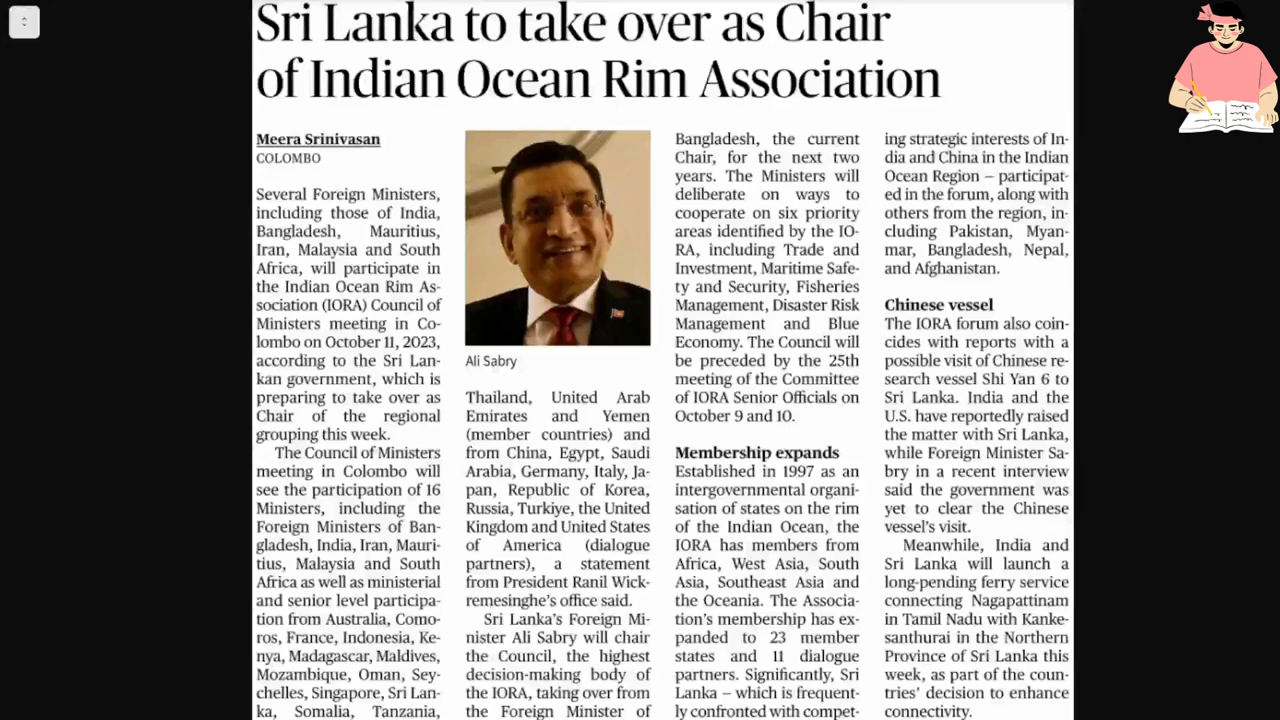 Sri Lanka to take over as Chair
of Indian Ocean Rim Association
Meera Srinivasan
COLOMBO
Several Foreign Ministers,
including those of India,
Bangladesh, Mauritius,
Iran, Malaysia and South
Africa, will participate in
the Indian Ocean Rim As-
sociation (IORA) Council of
Ministers meeting in Co-
lombo on October 11, 2023,
according to the Sri Lan-
kan government, which is
preparing to take over as
Chair of the regional
grouping this week.
The Council of Ministers
meeting in Colombo will
see the participation of 16
Ministers, including the
Foreign Ministers of Ban-
gladesh, India, Iran, Mauri-
tius, Malaysia and South
Africa as well as ministerial
and senior level participa-
tion from Australia, Como-
ros, France, Indonesia, Ke-
nya, Madagascar, Maldives,
Mozambique, Oman, Sey-
chelles, Singapore, Sri Lan-
ka, Somalia, Tanzania,
Ali Sabry
Thailand, United Arab
Emirates and Yemen
(member countries) and
from China, Egypt, Saudi
Arabia, Germany, Italy, Ja-
pan, Republic of Korea,
Russia, Turkiye, the United
Kingdom and United States
of America (dialogue
partners), a statement
from President Ranil Wick-
remesinghe's office said.
Sri Lanka's Foreign Mi-
nister Ali Sabry will chair
the Council, the highest
decision-making body of
the IORA, taking over from
the Foreign Minister of
Bangladesh, the current
Chair, for the next two
years. The Ministers will
deliberate on ways to
cooperate on six priority
areas identified by the IO-
RA, including Trade and
Investment, Maritime Safe-
ty and Security, Fisheries
Management, Disaster Risk
Management and Blue
Economy. The Council will
be preceded by the 25th
meeting of the Committee
of IORA Senior Officials on
October 9 and 10.
Membership expands
Established in 1997 as an
intergovernmental organi-
sation of states on the rim
of the Indian Ocean, the
IORA has members from
Africa, West Asia, South
Asia, Southeast Asia and
the Oceania. The Associa-
tion's membership has ex-
panded to 23 member
states and 11 dialogue
partners. Significantly, Sri
Lanka – which is frequent-
ly confronted with compet-
ing strategic interests of In-
dia and China in the Indian
Ocean Region – participat-
ed in the forum, along with
others from the region, in-
cluding Pakistan, Myan-
mar, Bangladesh, Nepal,
and Afghanistan.
Chinese vessel
The IORA forum also coin-
cides with reports with a
possible visit of Chinese re-
search vessel Shi Yan 6 to
Sri Lanka. India and the
U.S. have reportedly raised
the matter with Sri Lanka,
while Foreign Minister Sa-
bry in a recent interview
said the government was
yet to clear the Chinese
vessel's visit.
Meanwhile, India and
Sri Lanka will launch a
long-pending ferry service
connecting Nagapattinam
in Tamil Nadu with Kanke-
santhurai in the Northern
Province of Sri Lanka this
week, as part of the coun-
tries' decision to enhance
connectivity.